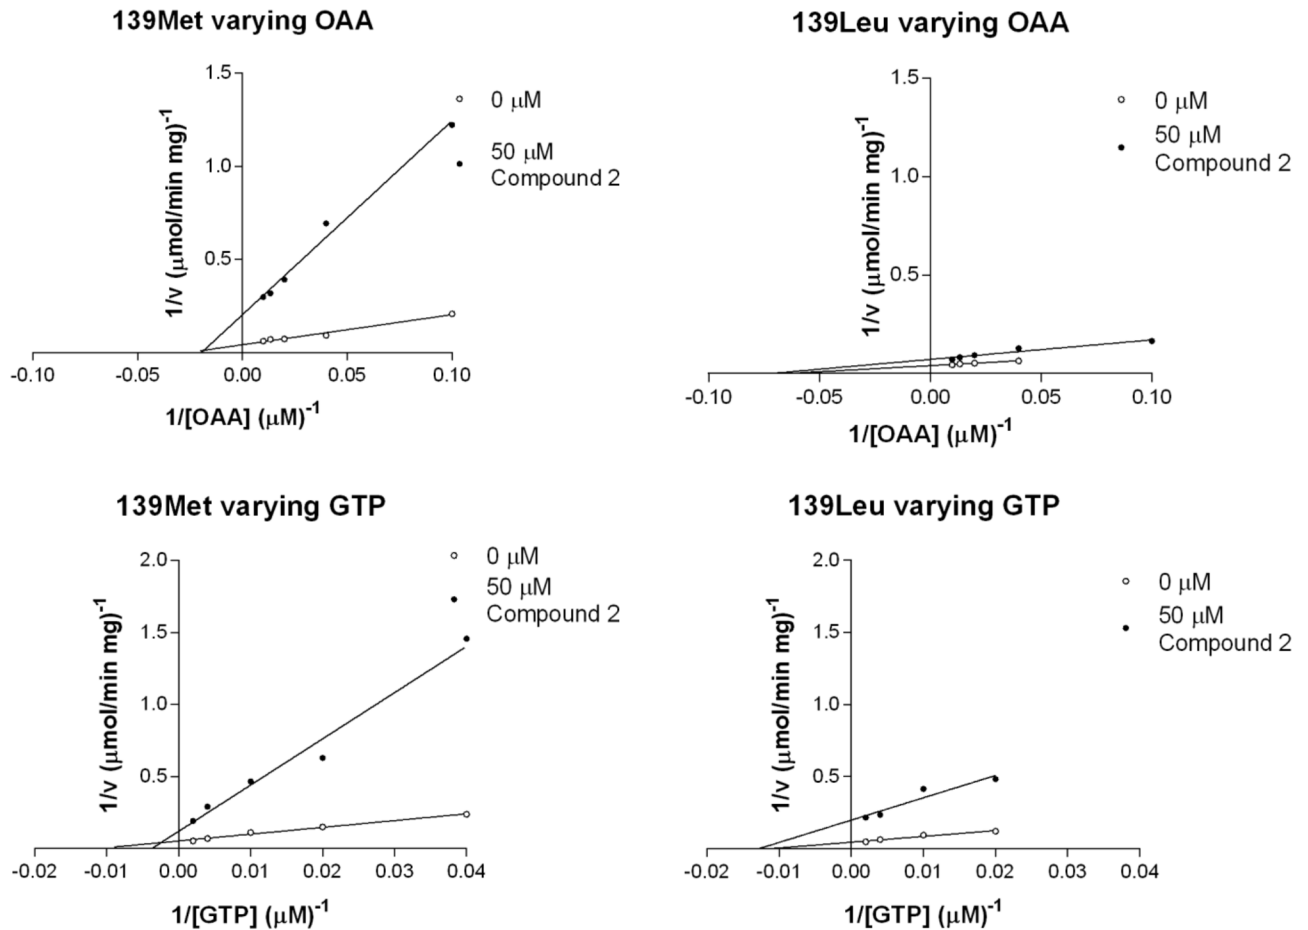 139Met varying OAA
1.5
1.0
0.5
1/v (μmol/min mg)-1
0 μM
50 μM
Compound 2
-0.10 -0.05 0.00 0.05 0.10
1/[OAA] (μM)-1
139Leu varying OAA
1.5
1.0
0.5
1/v (μmol/min mg)-1
0 μM
50 μM
Compound 2
-0.10 -0.05 0.00 0.05 0.10
1/[OAA] (μM)-1
139Met varying GTP
2.0
1.5
1.0
0.5
1/v (μmol/min mg)-1
0 μM
50 μM
Compound 2
-0.02 -0.01 0.00 0.01 0.02 0.03 0.04
1/[GTP] (μM)-1
139Leu varying GTP
2.0
1.5
1.0
0.5
1/v (μmol/min mg)-1
0 μM
50 μM
Compound 2
-0.02 -0.01 0.00 0.01 0.02 0.03 0.04
1/[GTP] (μM)-1